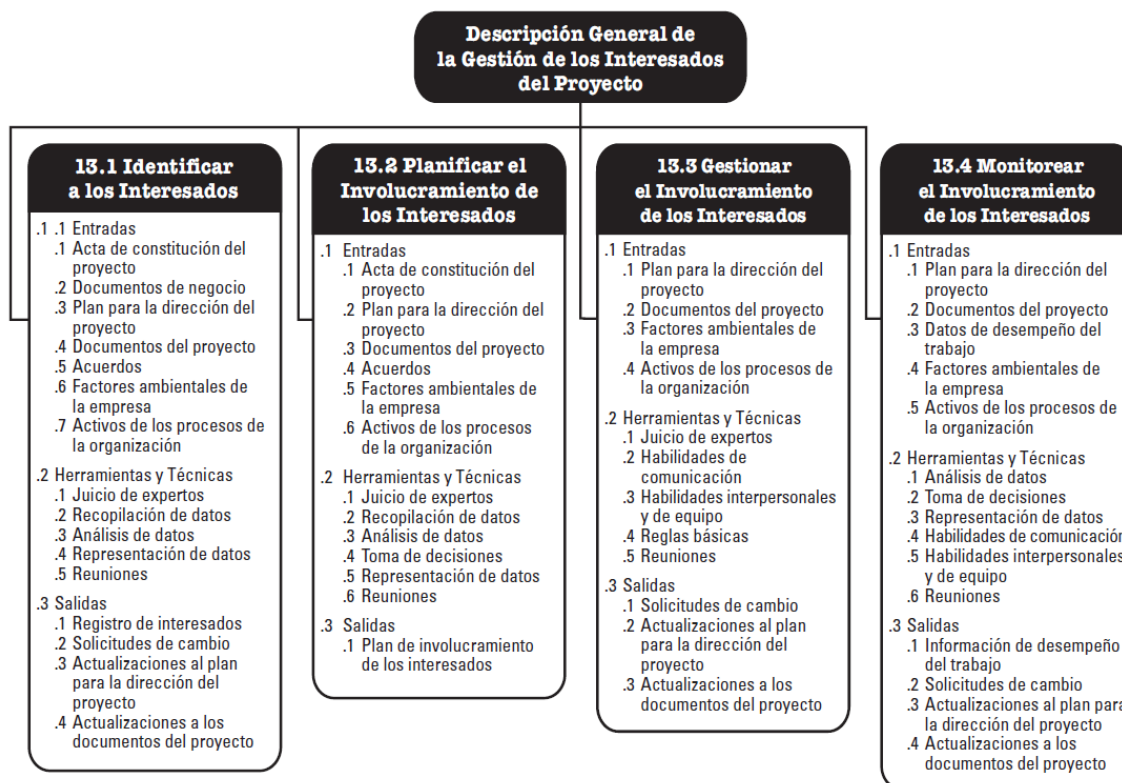 Descripción General de
la Gestión de los Interesados
del Proyecto
13.1 Identificar
a los Interesados
.1 .1 Entradas
.1 Acta de constitución del
proyecto
.2 Documentos de negocio
.3 Plan para la dirección del
proyecto
.4 Documentos del proyecto
.5 Acuerdos
.6 Factores ambientales de
la empresa
.7 Activos de los procesos de
la organización
.2 Herramientas y Técnicas
.1 Juicio de expertos
.2 Recopilación de datos
.3 Análisis de datos
.4 Representación de datos
.5 Reuniones
.3 Salidas
.1 Registro de interesados
.2 Solicitudes de cambio
.3 Actualizaciones al plan
para la dirección del
proyecto
.4 Actualizaciones a los
documentos del proyecto
13.2 Planificar el
Involucramiento de
los Interesados
.1 Entradas
.1 Acta de constitución del
proyecto
.2 Plan para la dirección del
proyecto
.3 Documentos del proyecto
.4 Acuerdos
.5 Factores ambientales de
la empresa
.6 Activos de los procesos
de la organización
.2 Herramientas y Técnicas
.1 Juicio de expertos
.2 Recopilación de datos
.3 Análisis de datos
.4 Toma de decisiones
.5 Representación de datos
.6 Reuniones
.3 Salidas
.1 Plan de involucramiento
de los interesados
13.3 Gestionar
el Involucramiento
de los Interesados
.1 Entradas
.1 Plan para la dirección del
proyecto
.2 Documentos del proyecto
.3 Factores ambientales de
la empresa
.4 Activos de los procesos de
la organización
.2 Herramientas y Técnicas
.1 Juicio de expertos
.2 Habilidades de
comunicación
.3 Habilidades interpersonales
y de equipo
.4 Reglas básicas
.5 Reuniones
.3 Salidas
.1 Solicitudes de cambio
.2 Actualizaciones al plan
para la dirección del
proyecto
.3 Actualizaciones a los
documentos del proyecto
13.4 Monitorear
el Involucramiento
de los Interesados
.1 Entradas
.1 Plan para la dirección del
proyecto
.2 Documentos del proyecto
.3 Datos de desempeño del
trabajo
.4 Factores ambientales de
la empresa
.5 Activos de los procesos de
la organización
.2 Herramientas y Técnicas
.1 Análisis de datos
.2 Toma de decisiones
.3 Representación de datos
.4 Habilidades de comunicación
.5 Habilidades interpersonales
y de equipo
.6 Reuniones
.3 Salidas
.1 Información de desempeño
del trabajo
.2 Solicitudes de cambio
.3 Actualizaciones al plan para
la dirección del proyecto
.4 Actualizaciones a los
documentos del proyecto